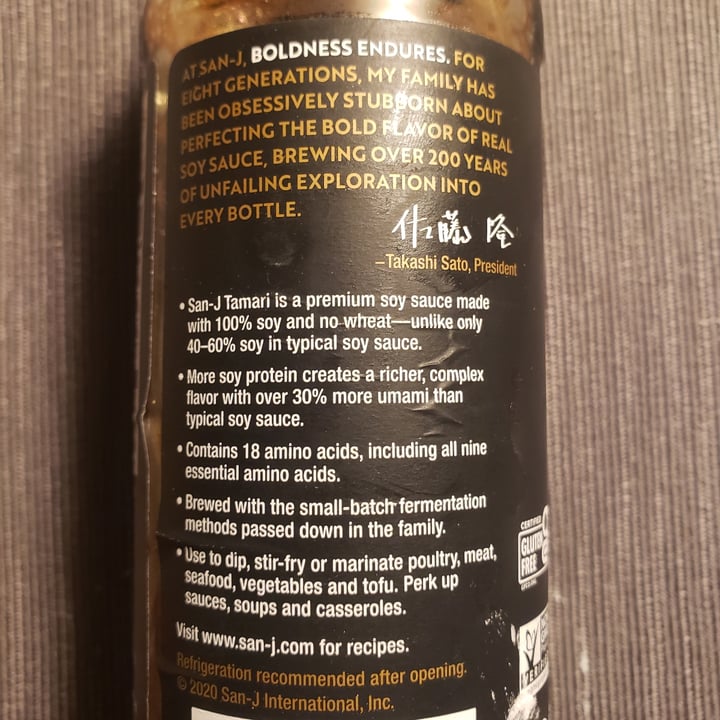 AT SAN-J, BOLDNESS ENDURES. FOR
EIGHT GENERATIONS, MY FAMILY HAS
BEEN OBSESSIVELY STUBBORN ABOUT
PERFECTING THE BOLD FLAVOR OF REAL
SOY SAUCE, BREWING OVER 200 YEARS
OF UNFAILING EXPLORATION INTO
EVERY BOTTLE.
佐藤 隆
–Takashi Sato, President
• San-J Tamari is a premium soy sauce made
with 100% soy and no wheat—unlike only
40–60% soy in typical soy sauce.
• More soy protein creates a richer, complex
flavor with over 30% more umami than
typical soy sauce.
• Contains 18 amino acids, including all nine
essential amino acids.
• Brewed with the small-batch fermentation
methods passed down in the family.
• Use to dip, stir-fry or marinate poultry, meat,
seafood, vegetables and tofu. Perk up
sauces, soups and casseroles.
Visit www.san-j.com for recipes.
Refrigeration recommended after opening.
© 2020 San-J International, Inc.
CERTIFIED
GLUTEN
FREE